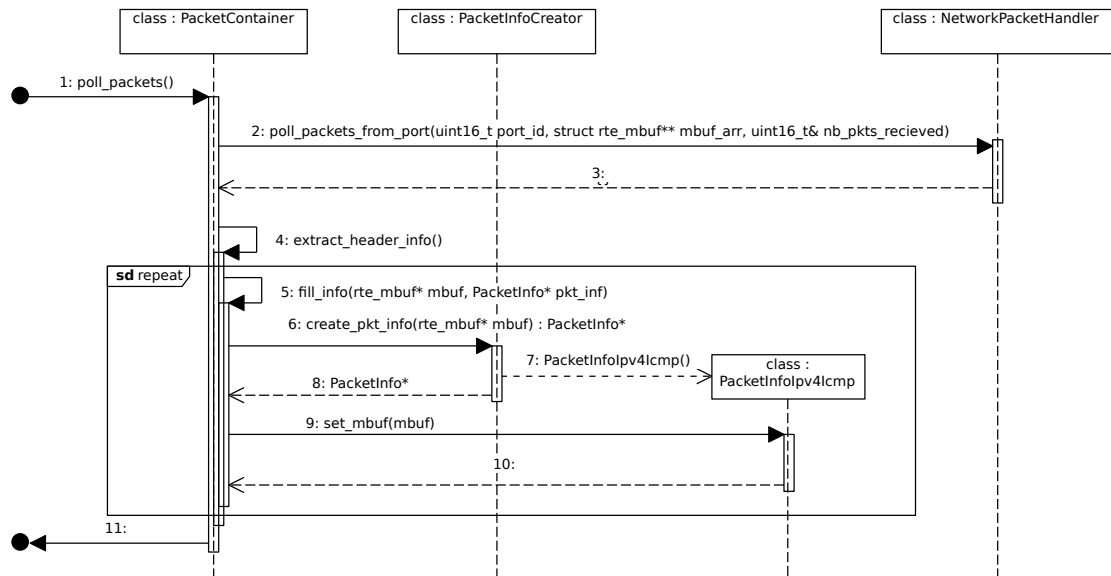 class : PacketContainer
class : PacketInfoCreator
class : NetworkPacketHandler
1: poll_packets()
2: poll_packets_from_port(uint16_t port_id, struct rte_mbuf** mbuf_arr, uint16_t& nb_pkts_recieved)
3:
4: extract_header_info()
sd repeat
5: fill_info(rte_mbuf* mbuf, PacketInfo* pkt_inf)
6: create_pkt_info(rte_mbuf* mbuf) : PacketInfo*
7: PacketInfoIpv4Icmp()
class :
PacketInfoIpv4Icmp
8: PacketInfo*
9: set_mbuf(mbuf)
10:
11: